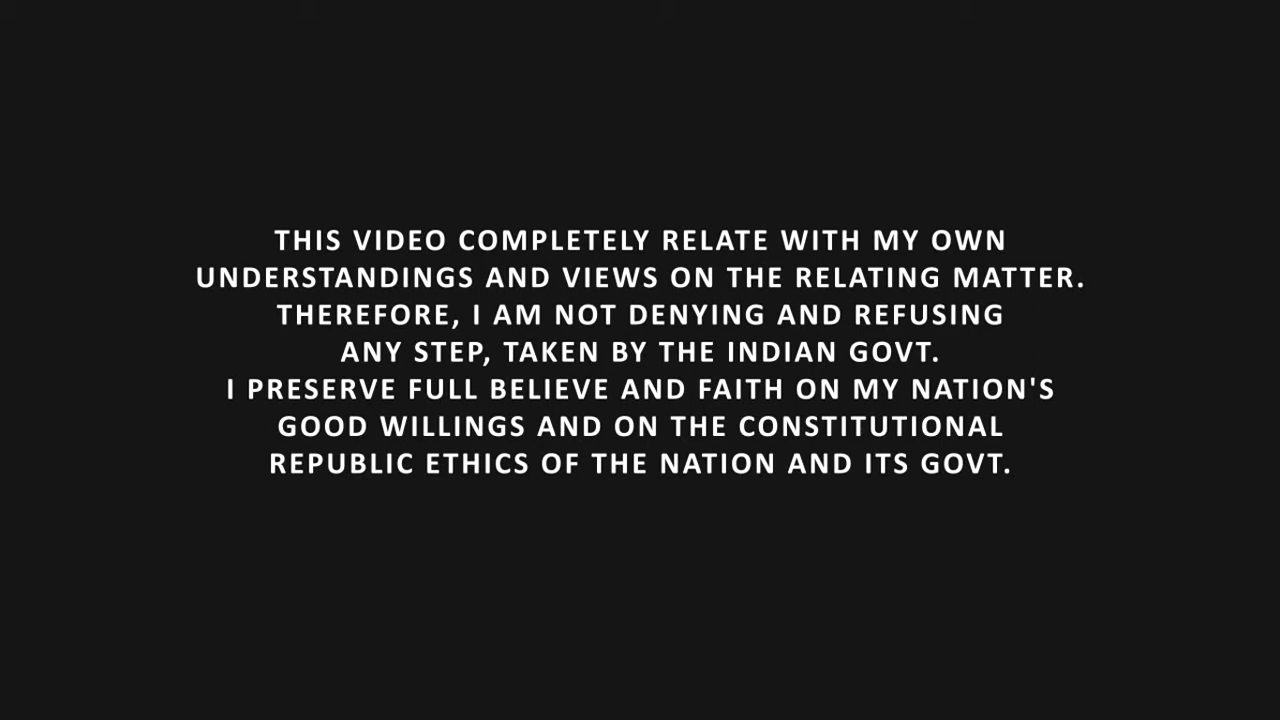 THIS VIDEO COMPLETELY RELATE WITH MY OWN
UNDERSTANDINGS AND VIEWS ON THE RELATING MATTER.
THEREFORE, I AM NOT DENYING AND REFUSING
ANY STEP, TAKEN BY THE INDIAN GOVT.
I PRESERVE FULL BELIEVE AND FAITH ON MY NATION'S
GOOD WILLINGS AND ON THE CONSTITUTIONAL
REPUBLIC ETHICS OF THE NATION AND ITS GOVT.